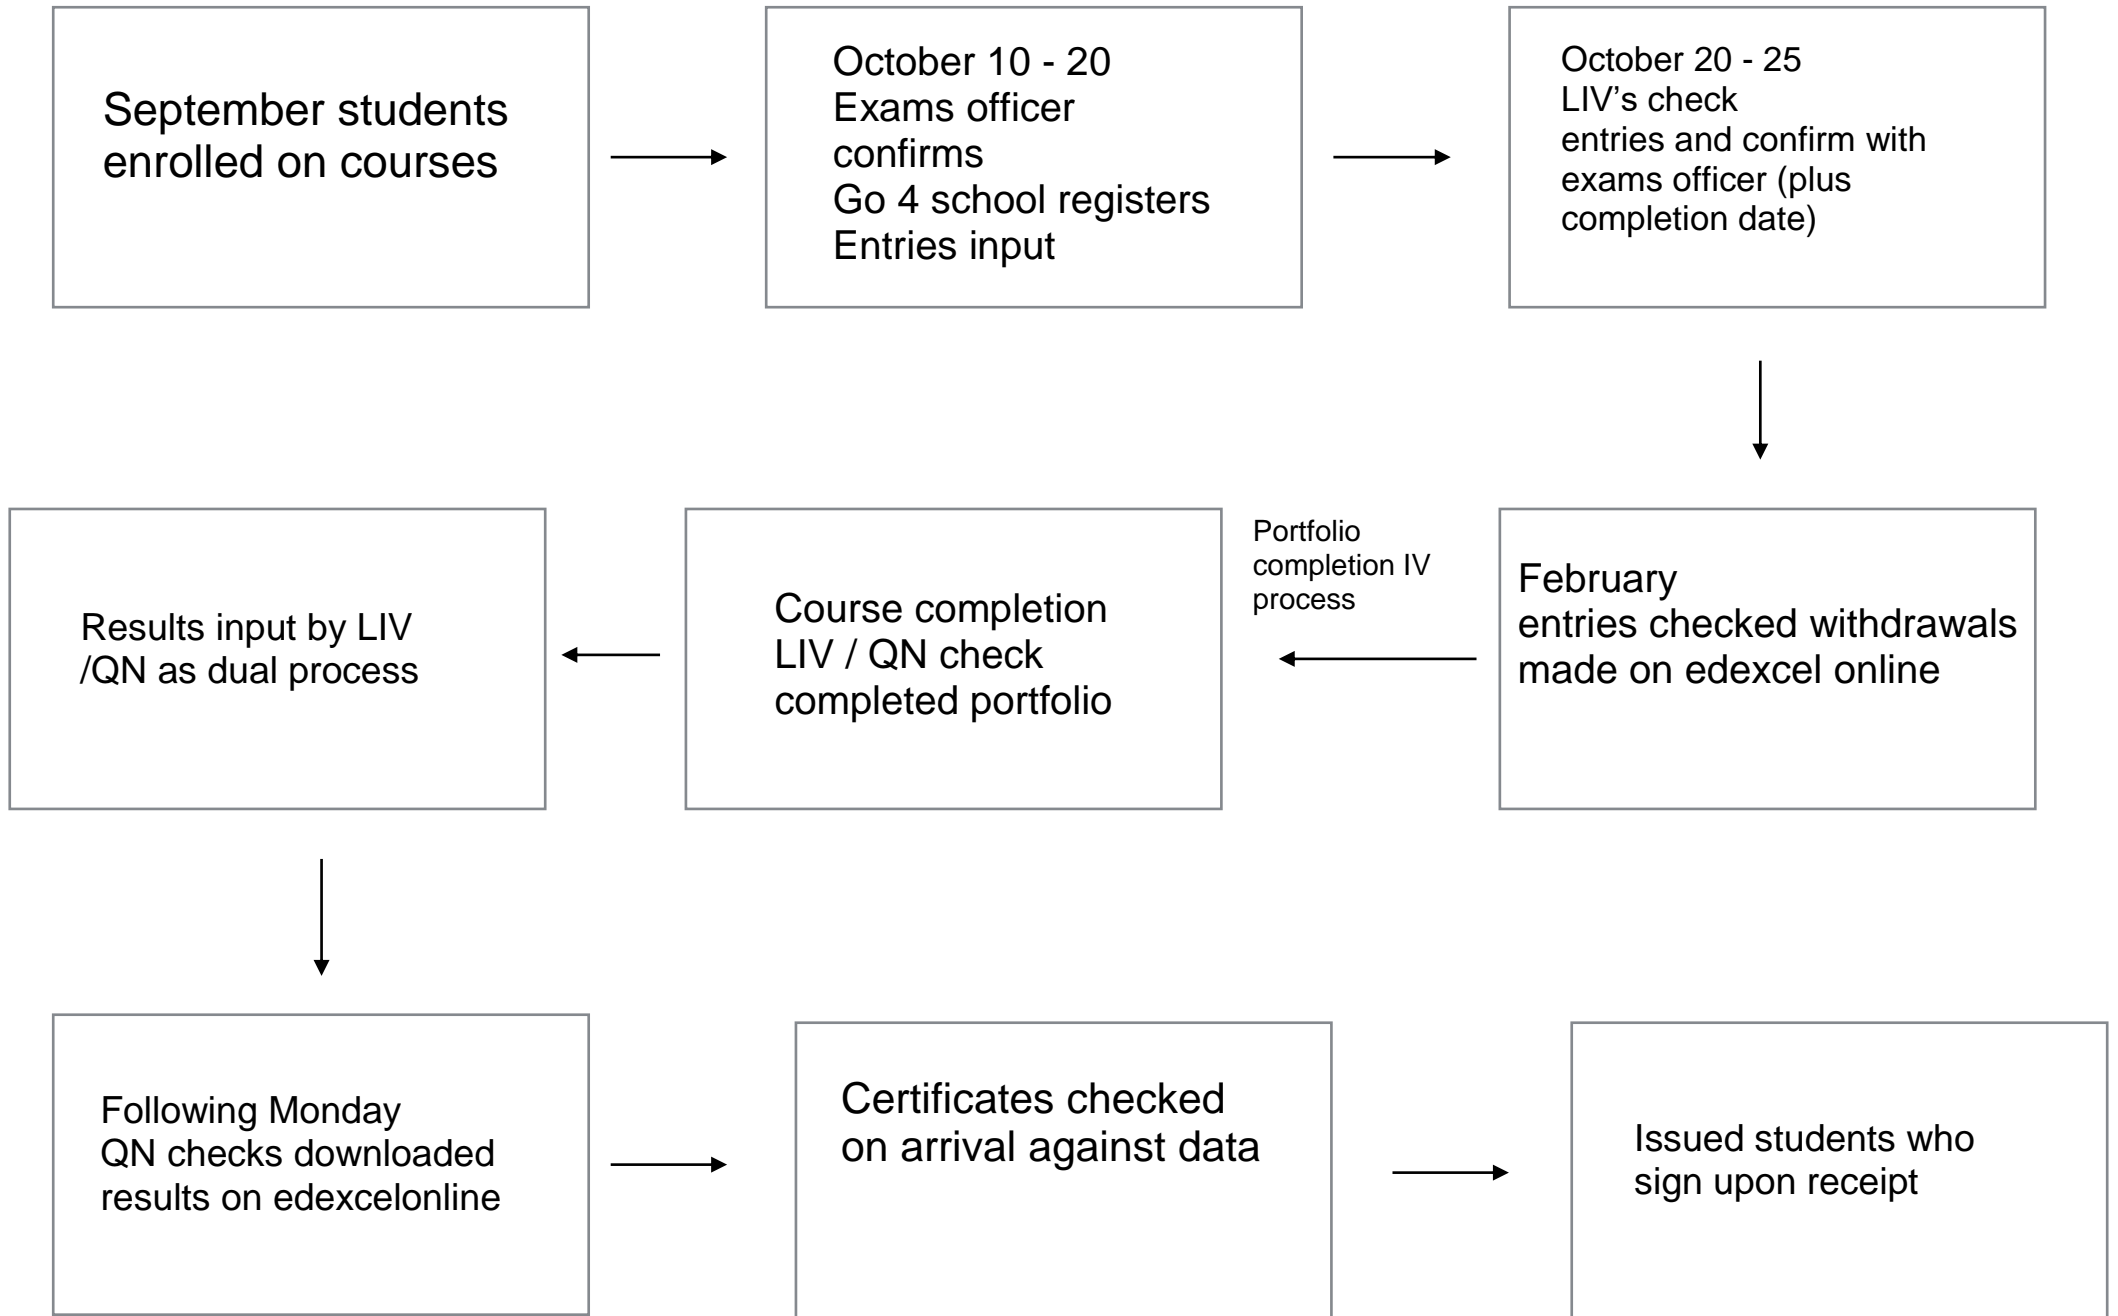 September students
enrolled on courses
October 10 - 20
Exams officer
confirms
Go 4 school registers
Entries input
October 20 - 25
LIV’s check
entries and confirm with
exams officer (plus
completion date)
February
entries checked withdrawals
made on edexcel online
Portfolio
completion IV
process
Course completion
LIV / QN check
completed portfolio
Results input by LIV
/QN as dual process
Following Monday
QN checks downloaded
results on edexcelonline
Certificates checked
on arrival against data
Issued students who
sign upon receipt